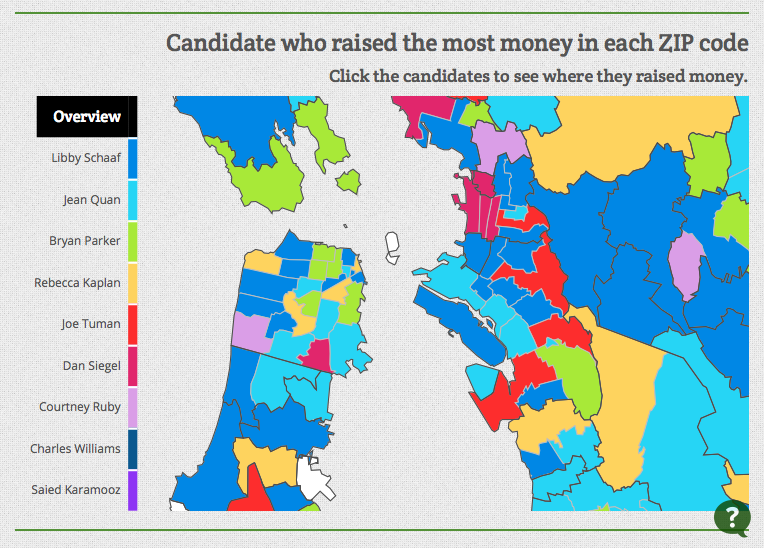 Candidate who raised the most money in each ZIP code
Click the candidates to see where they raised money.
Overview
Libby Schaaf
Jean Quan
Bryan Parker
Rebecca Kaplan
Joe Tuman
Dan Siegel
Courtney Ruby
Charles Williams
Saied Karamooz
?